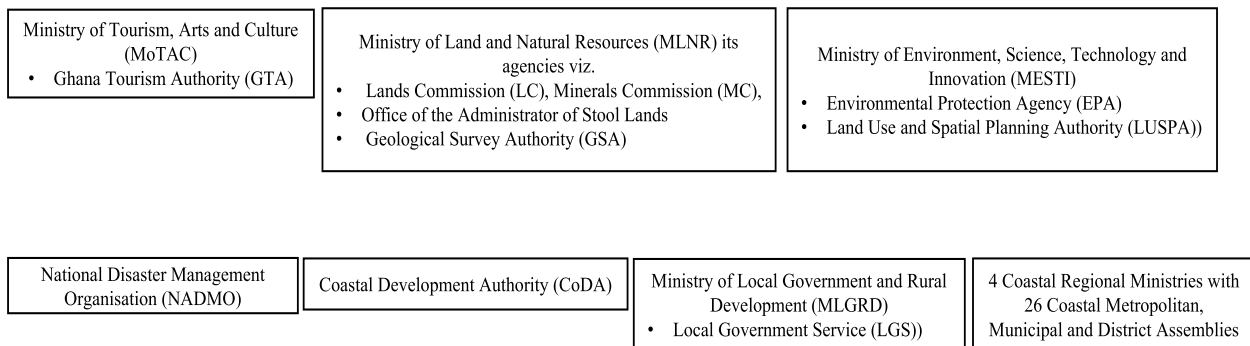 Ministry of Tourism, Arts and Culture
(MoTAC)
• Ghana Tourism Authority (GTA)
Ministry of Land and Natural Resources (MLNR) its
agencies viz.
• Lands Commission (LC), Minerals Commission (MC),
• Office of the Administrator of Stool Lands
• Geological Survey Authority (GSA)
Ministry of Environment, Science, Technology and
Innovation (MESTI)
• Environmental Protection Agency (EPA)
• Land Use and Spatial Planning Authority (LUSPA))
National Disaster Management
Organisation (NADMO)
Coastal Development Authority (CoDA)
Ministry of Local Government and Rural
Development (MLGRD)
• Local Government Service (LGS))
4 Coastal Regional Ministries with
26 Coastal Metropolitan,
Municipal and District Assemblies